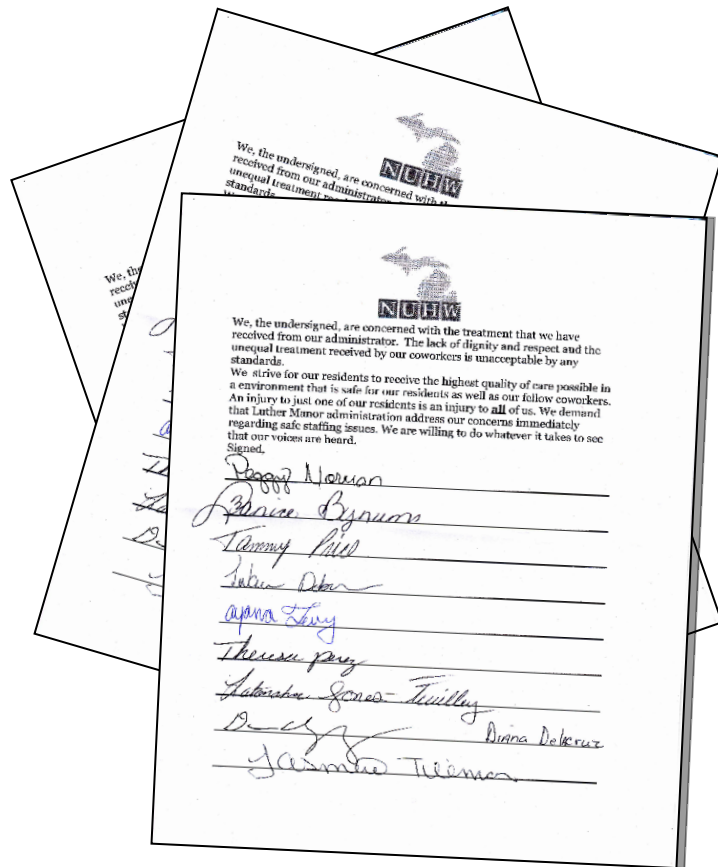 We, the undersigned, are concerned with
received from our administrator
unequal treatment
standards.
We, the
NUHW
NUHW
We, the undersigned, are concerned with the treatment that we have
received from our administrator. The lack of dignity and respect and the
unequal treatment received by our coworkers is unacceptable by any
standards.
We strive for our residents to receive the highest quality of care possible in
a environment that is safe for our residents as well as our fellow coworkers.
An injury to just one of our residents is an injury to all of us. We demand
that Luther Manor administration address our concerns immediately
regarding safe staffing issues. We are willing to do whatever it takes to see
that our voices are heard.
Signed,
Peggy Norman
Janice Bynums
Tammy Price
ayana
Theresa perez
Jones-Twilley
Diana Delacruz
Jasmine